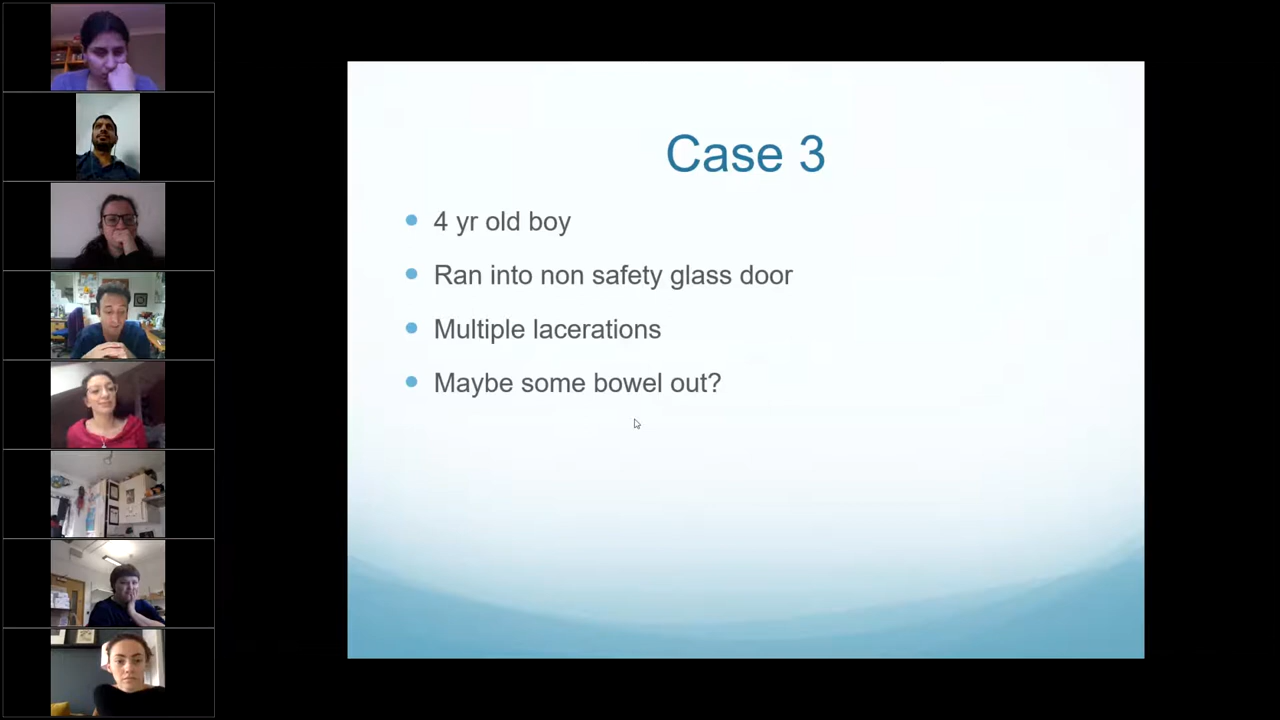 Case 3
4 yr old boy
Ran into non safety glass door
Multiple lacerations
Maybe some bowel out?